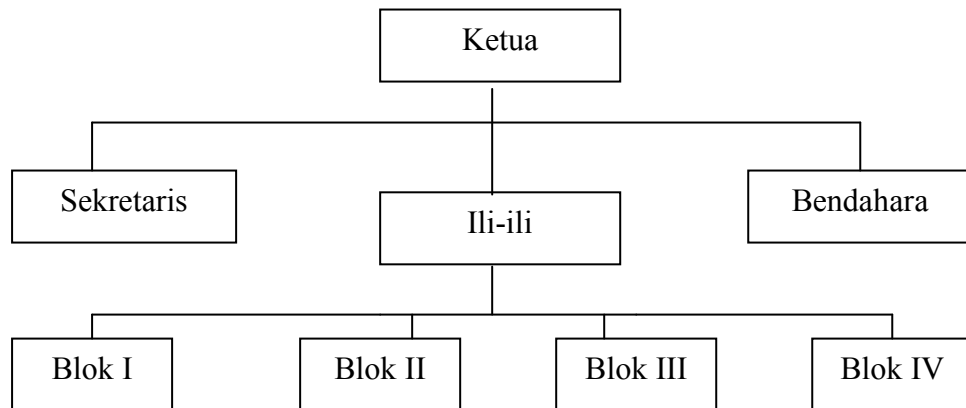 Ketua
Sekretaris
Ili-ili
Bendahara
Blok I
Blok II
Blok III
Blok IV